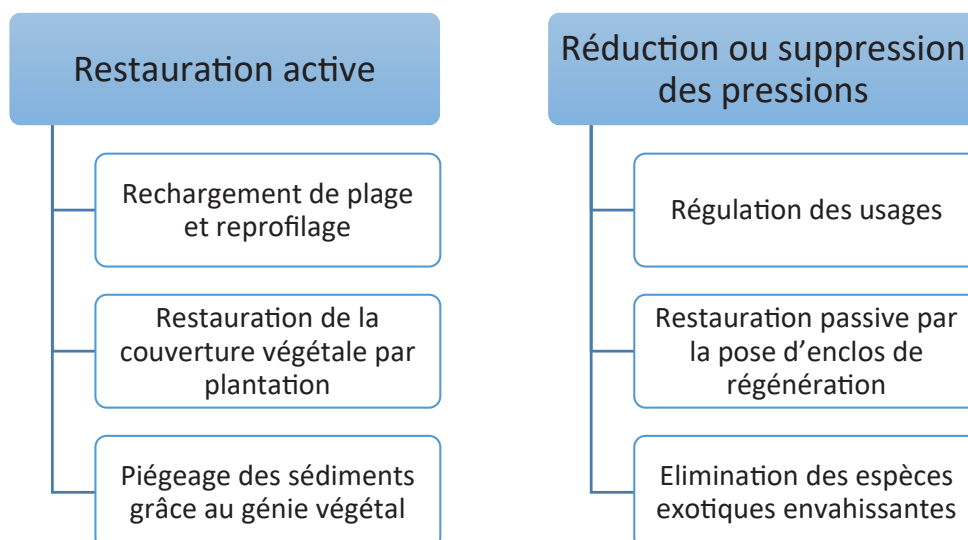 Restauration active
Rechargement de plage
et reprofilage
Restauration de la
couverture végétale par
plantation
Piégeage des sédiments
grâce au génie végétal
Réduction ou suppression
des pressions
Régulation des usages
Restauration passive par
la pose d’enclos de
régénération
Elimination des espèces
exotiques envahissantes